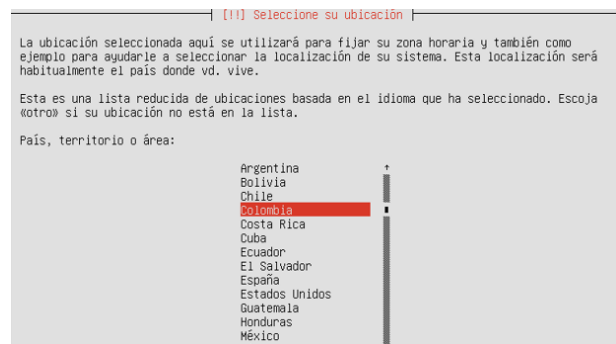 [!!] Seleccione su ubicación
La ubicación seleccionada aquí se utilizará para fijar su zona horaria y también como
ejemplo para ayudarle a seleccionar la localización de su sistema. Esta localización será
habitualmente el país donde vd. vive.
Esta es una lista reducida de ubicaciones basada en el idioma que ha seleccionado. Escoja
«otro» si su ubicación no está en la lista.
País, territorio o área:
Argentina
Bolivia
Chile
Colombia
Costa Rica
Cuba
Ecuador
El Salvador
España
Estados Unidos
Guatemala
Honduras
México